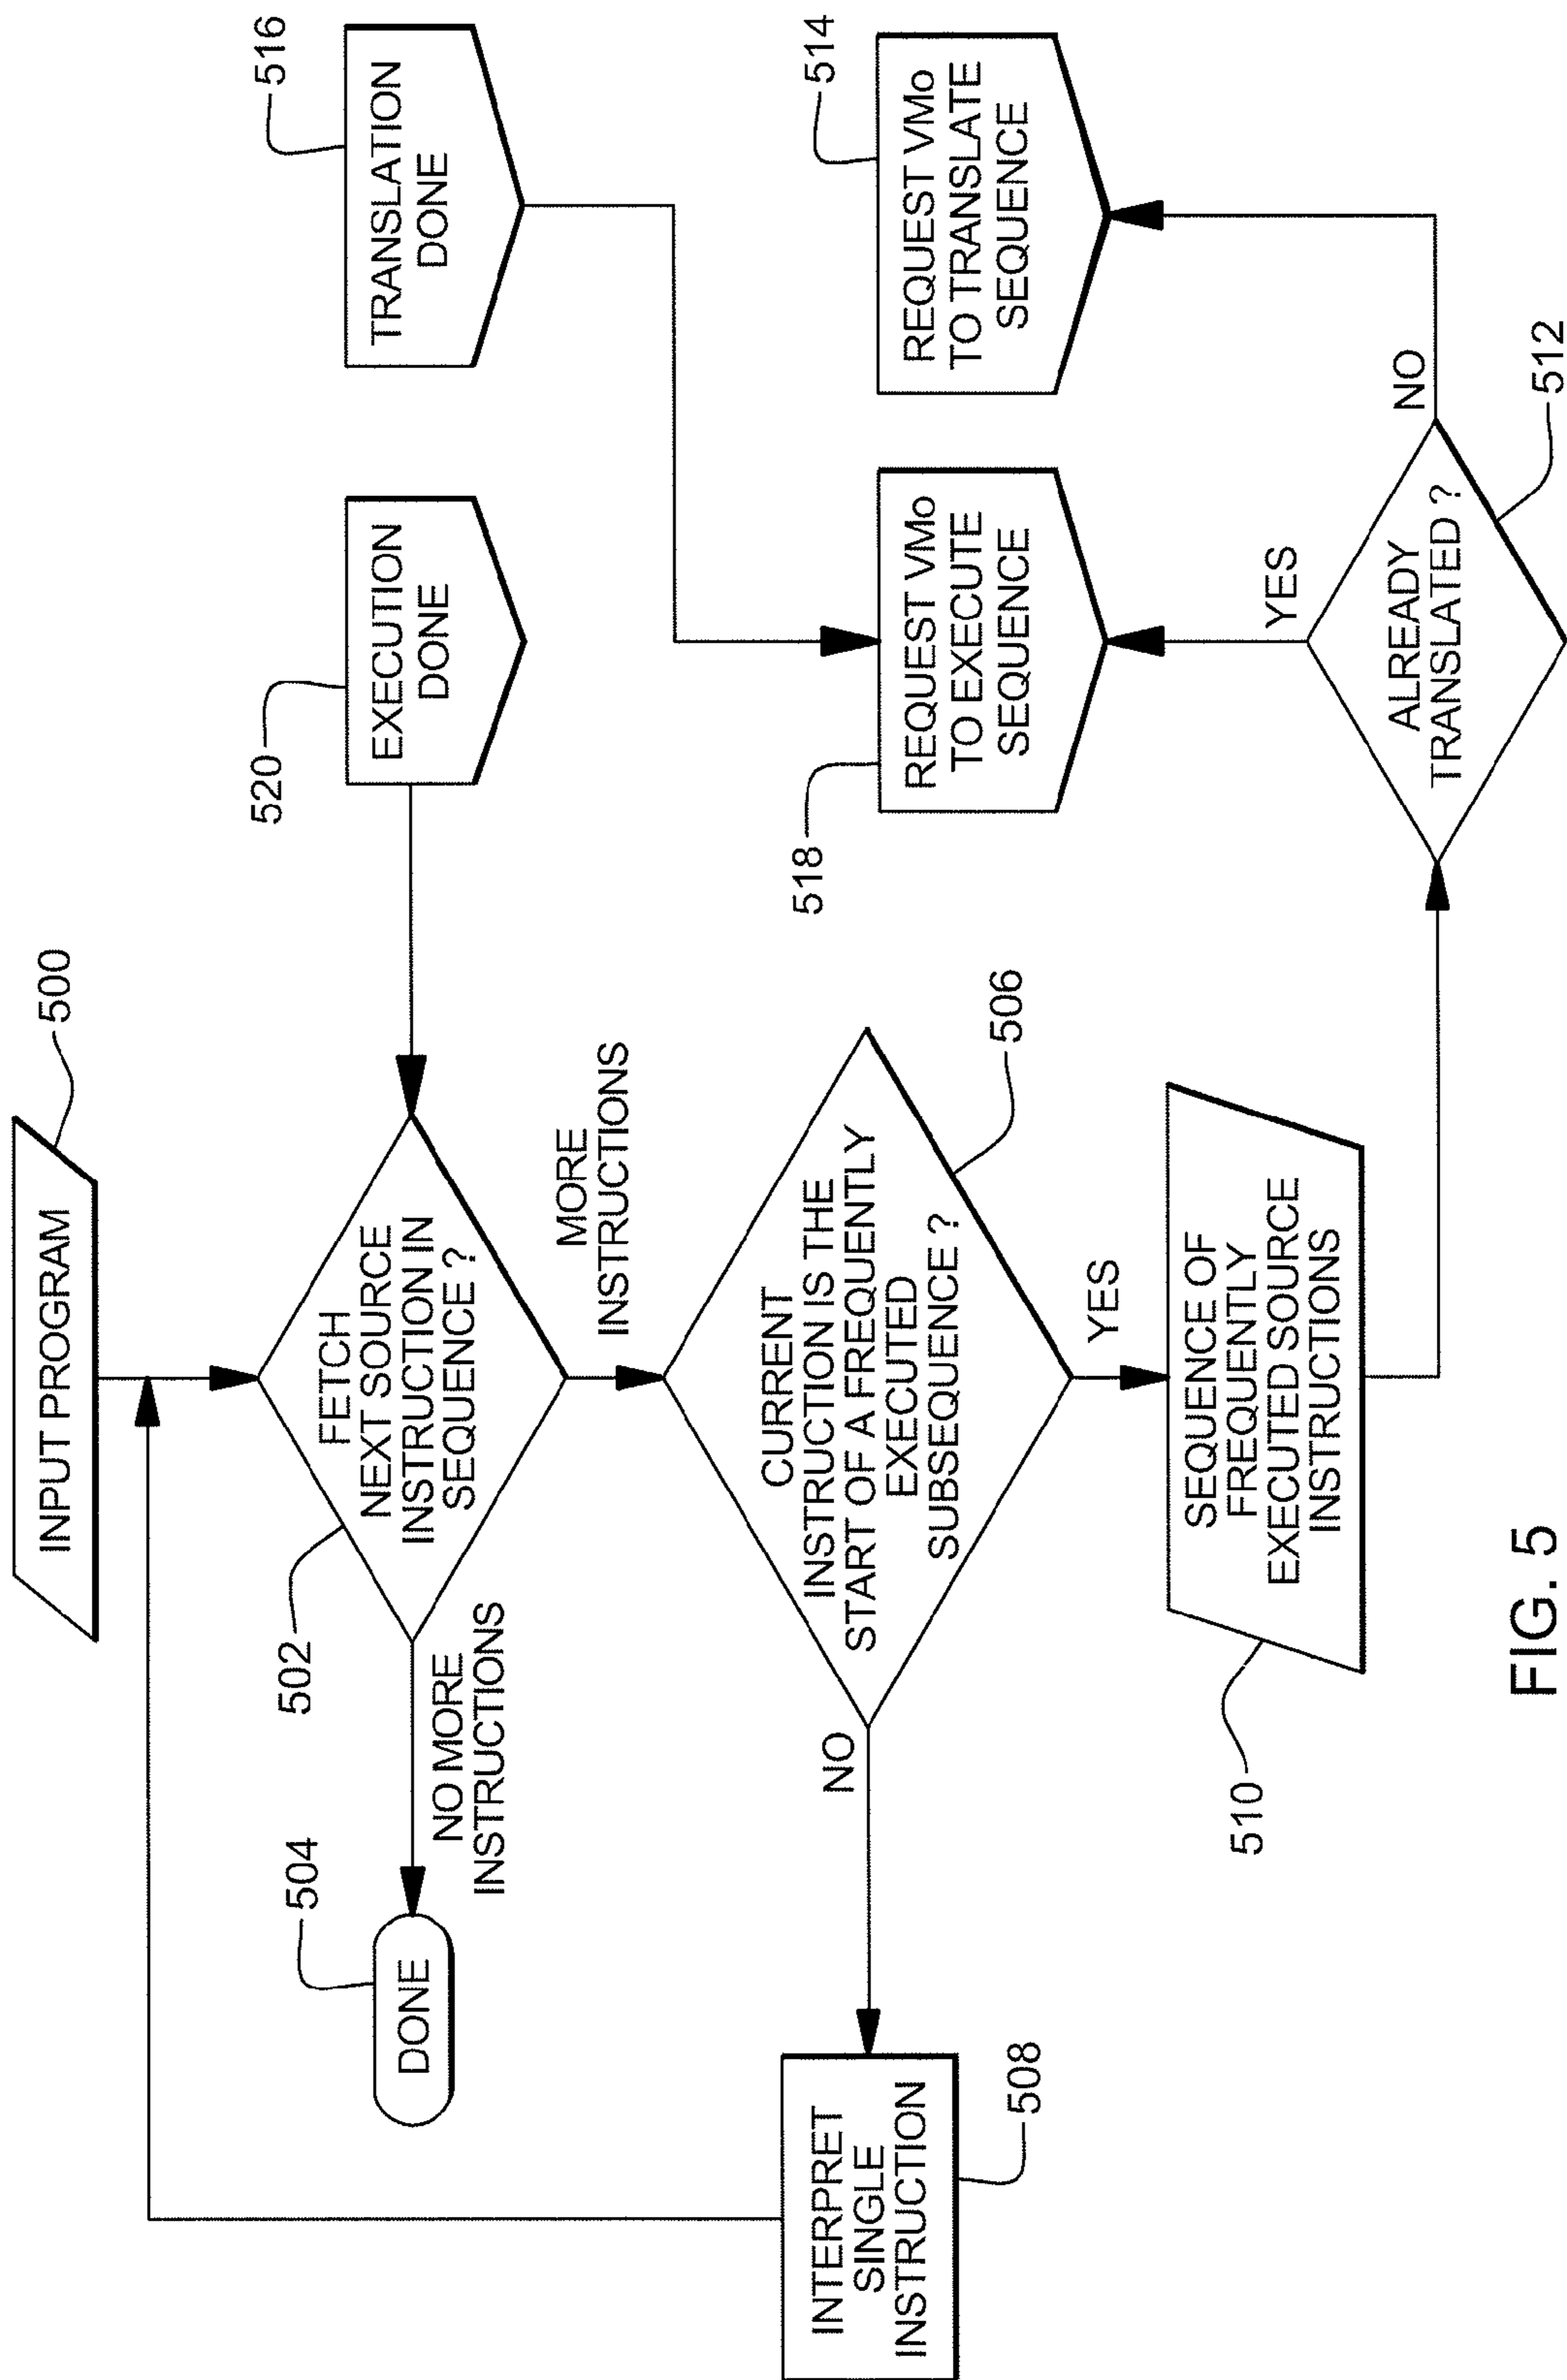 INPUT PROGRAM
500
FETCH
NEXT SOURCE
INSTRUCTION IN
SEQUENCE ?
502
NO MORE
INSTRUCTIONS
DONE
504
MORE
INSTRUCTIONS
EXECUTION
DONE
520
TRANSLATION
DONE
516
CURRENT
INSTRUCTION IS THE
START OF A FREQUENTLY
EXECUTED
SUBSEQUENCE ?
506
NO
INTERPRET
SINGLE
INSTRUCTION
508
YES
SEQUENCE OF
FREQUENTLY
EXECUTED SOURCE
INSTRUCTIONS
510
REQUEST VMo
TO EXECUTE
SEQUENCE
518
REQUEST VMo
TO TRANSLATE
SEQUENCE
514
YES
NO
ALREADY
TRANSLATED ?
512
FIG. 5